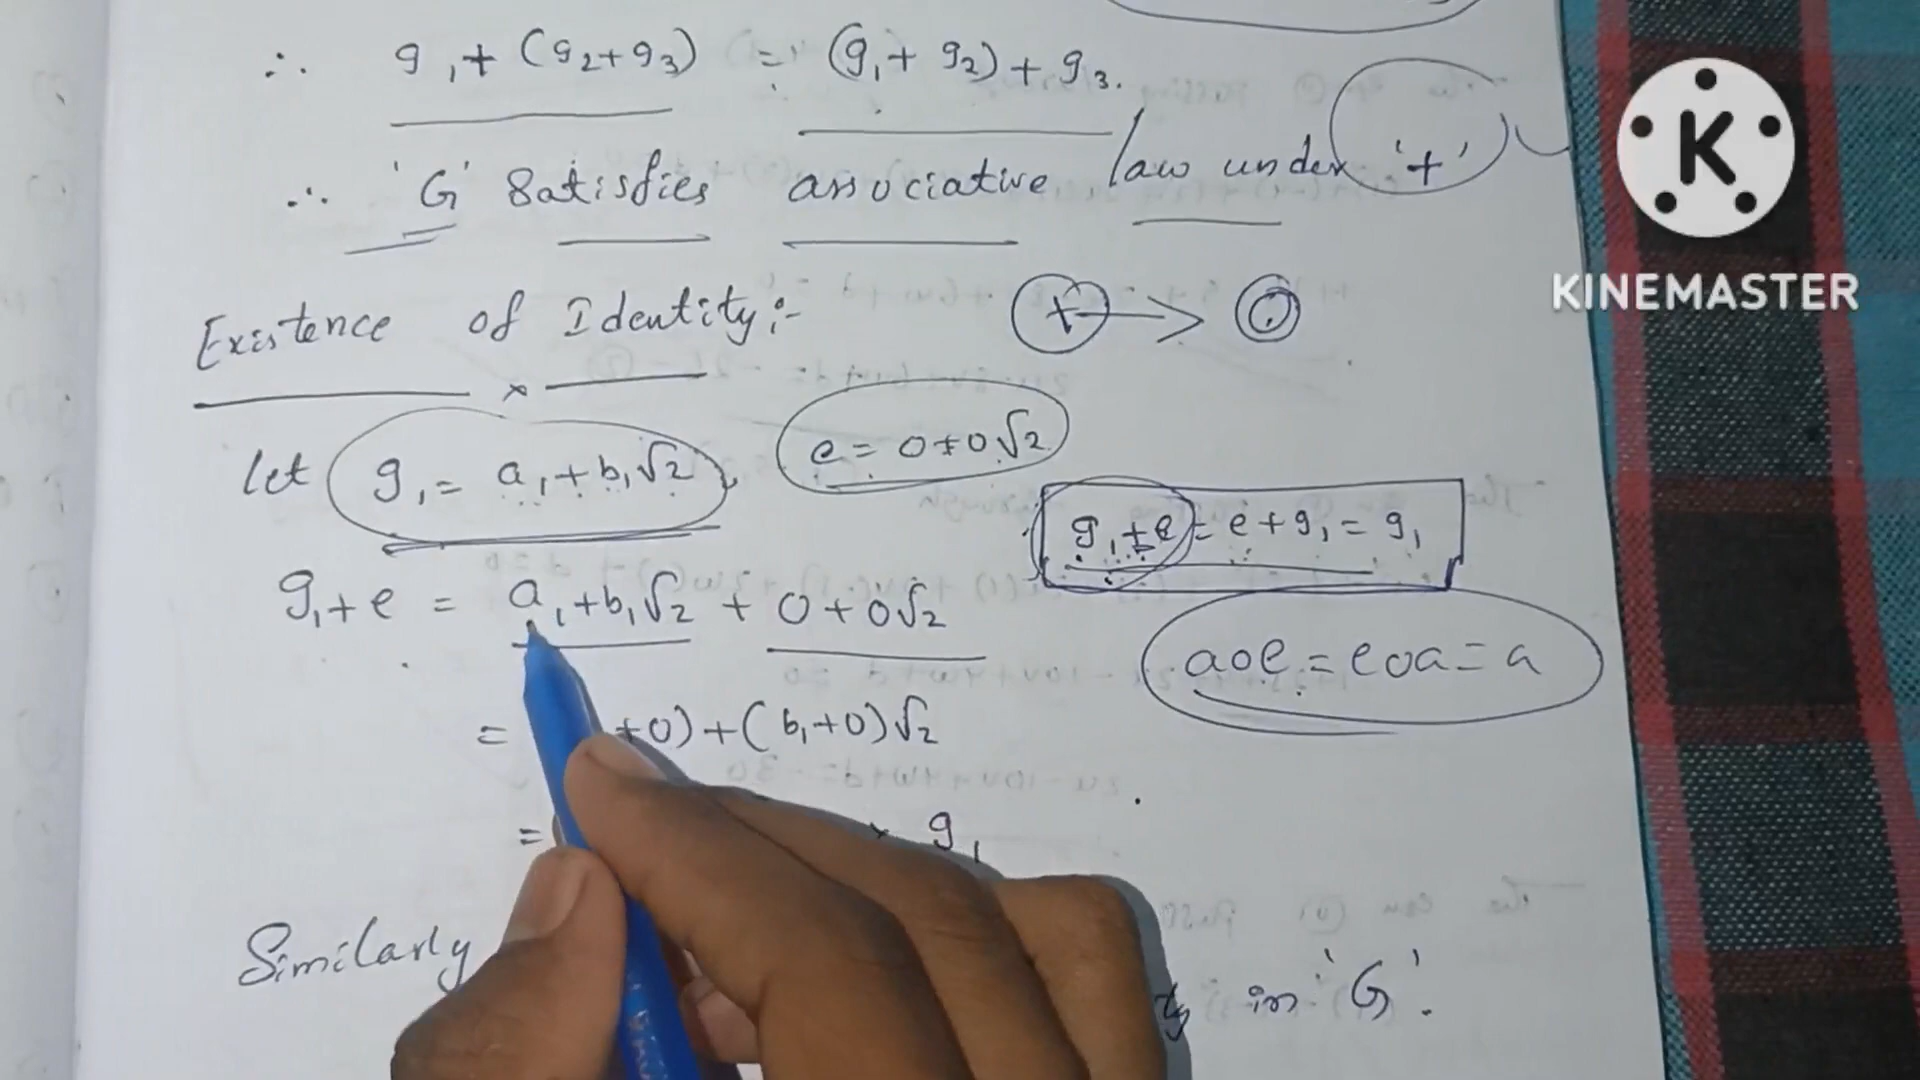 ∴ g₁+(g₂+g₃) = (g₁+g₂)+g₃.
∴ 'G' Satisfies associative law under '+'
Existence of Identity:- + → 0
let g₁ = a₁+b₁√2, e = 0+0√2
g₁+e = e+g₁ = g₁
g₁+e = a₁+b₁√2 + 0+0√2
aoe = eoa = a
= +0)+(b₁+0)√2
= g₁
Similarly in 'G'.
K
KINEMASTER